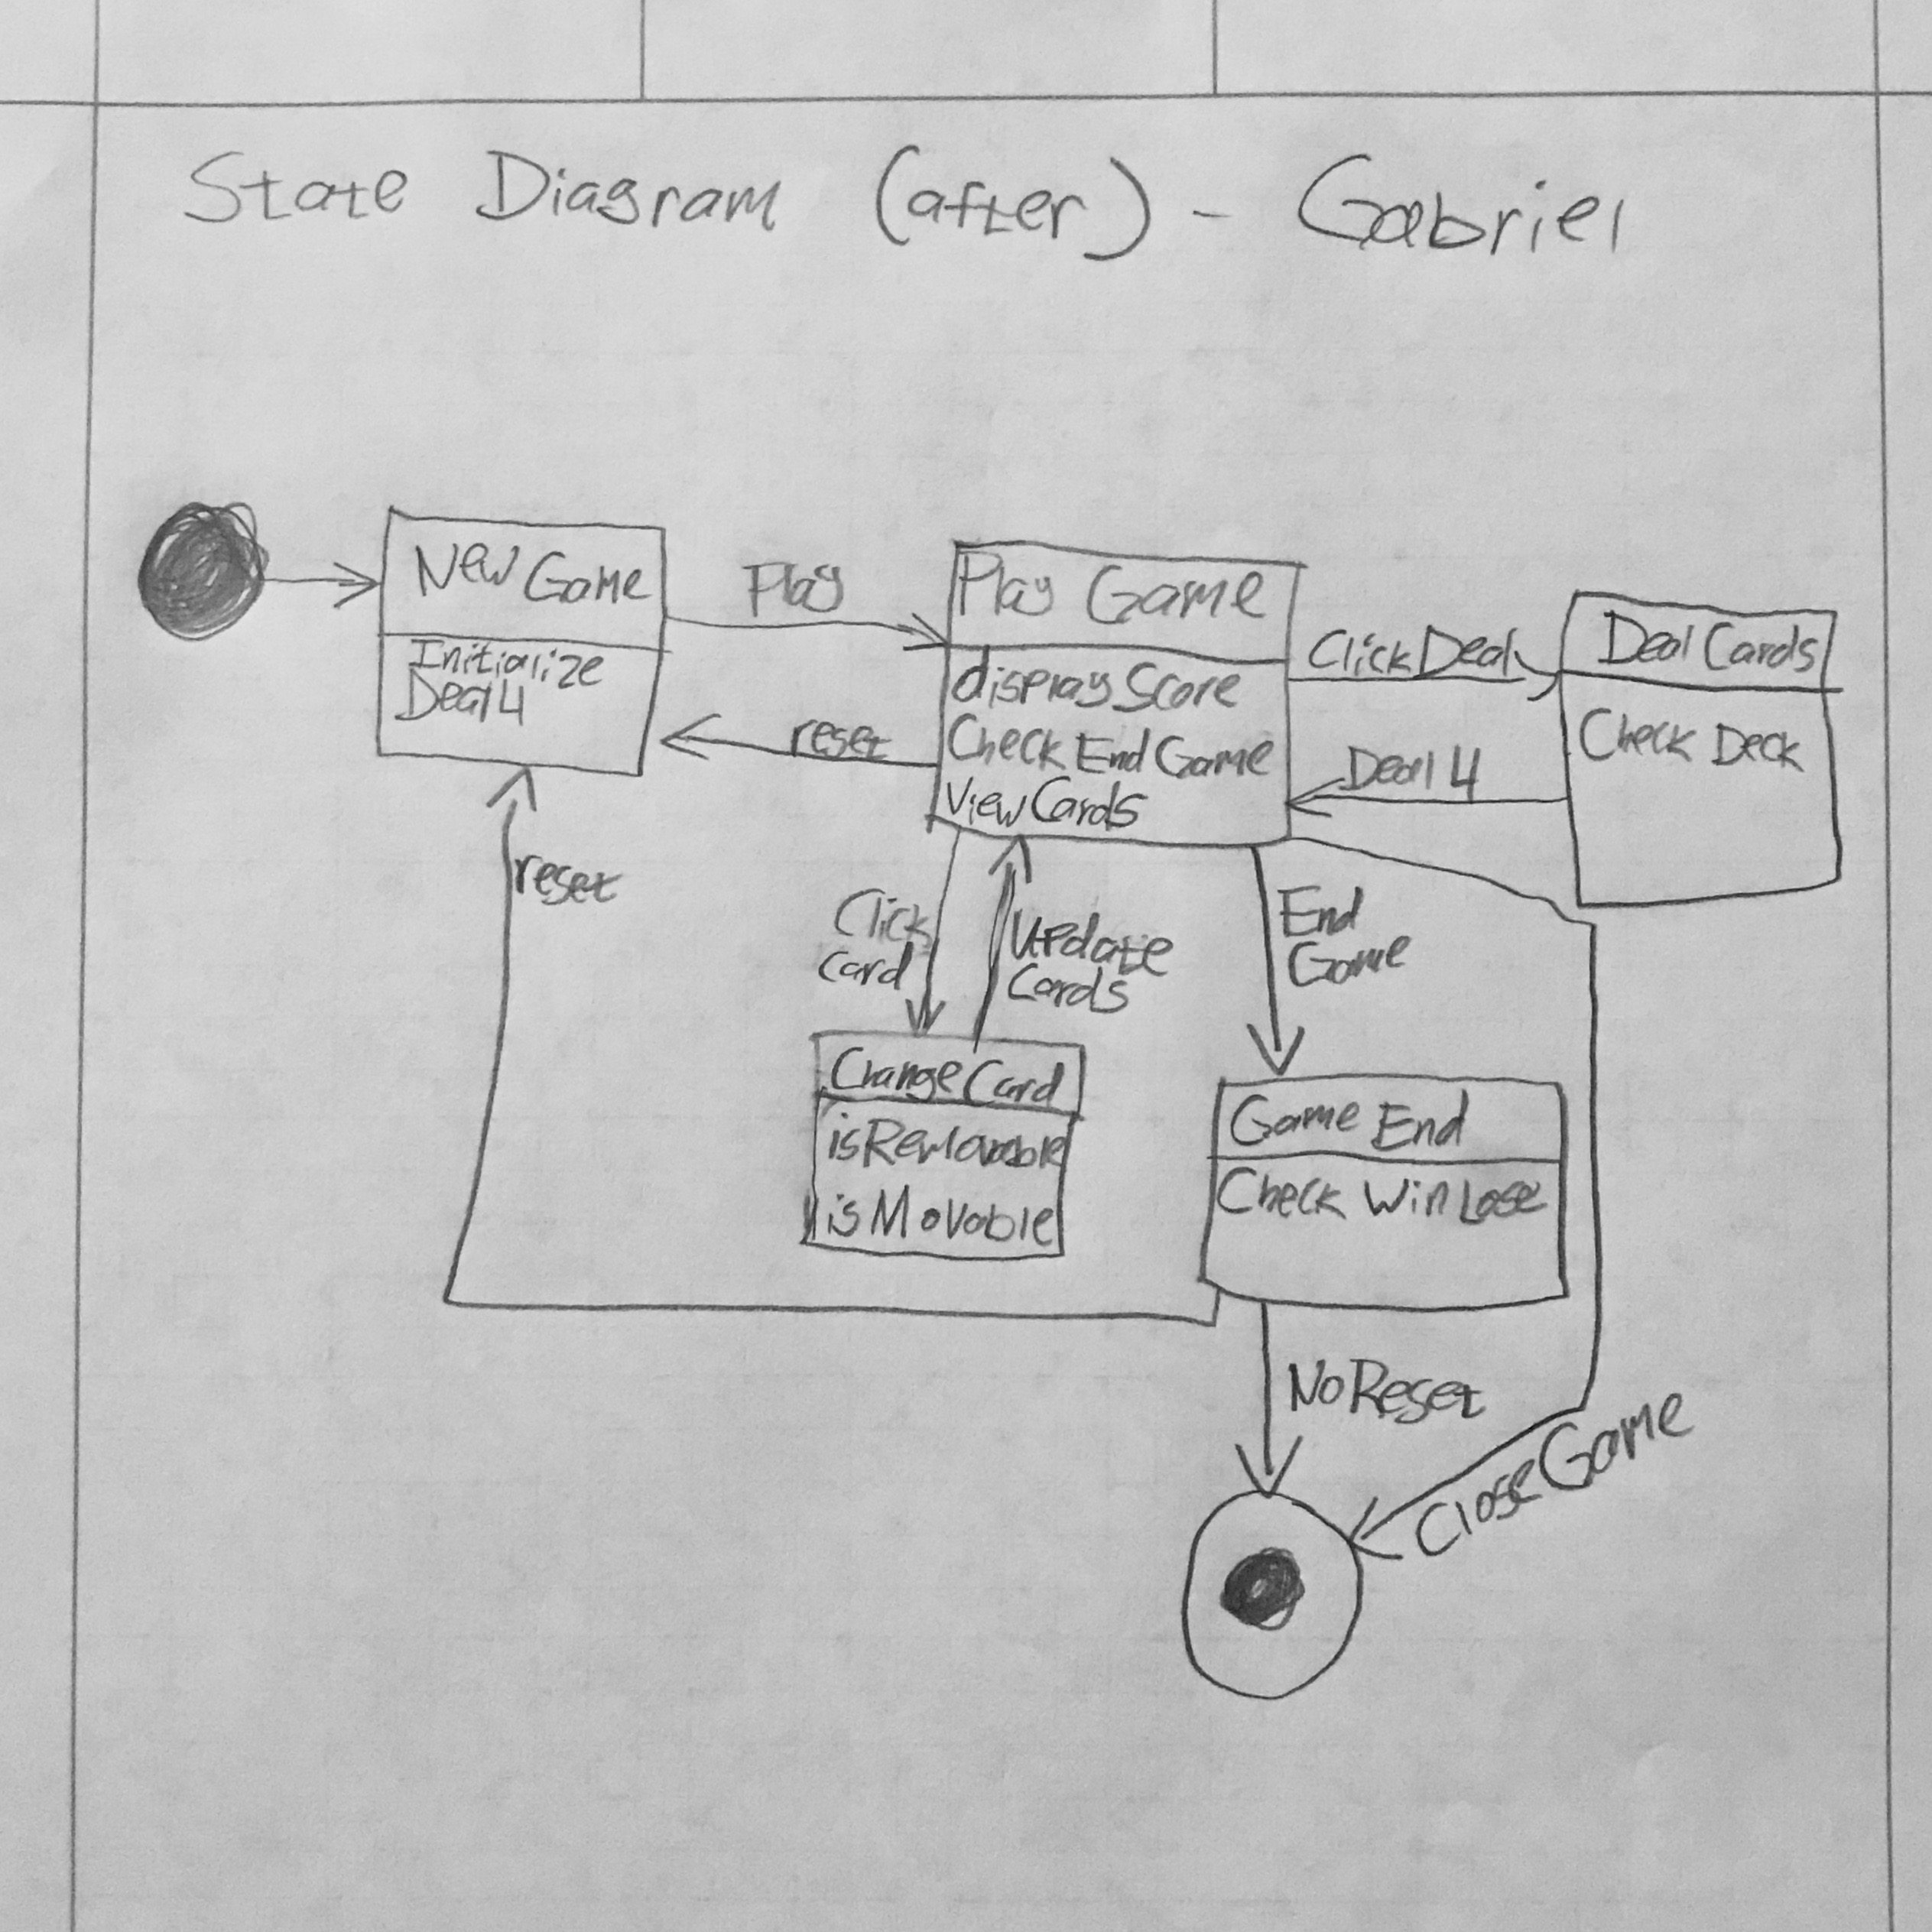 State Diagram (after) - Gabriel
New Game
Initialize
Deal 4
Play
reset
Play Game
display Score
Check End Game
View Cards
Click Deal
Deal 4
Deal Cards
Check Deck
reset
Click
Card
Update
Cards
End
Game
Change Card
isRemovable
isMovable
Game End
Check Win Lose
No Reset
Close Game